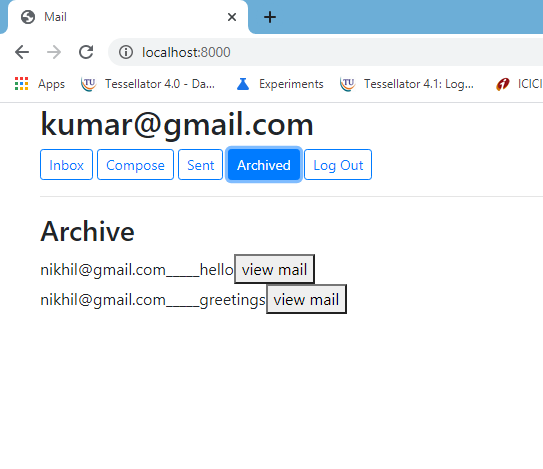 Mail
localhost:8000
Apps Tessellator 4.0 - Da... Experiments Tessellator 4.1: Log... ICICI
kumar@gmail.com
Inbox Compose Sent Archived Log Out
Archive
nikhil@gmail.com_____hello view mail
nikhil@gmail.com_____greetings view mail